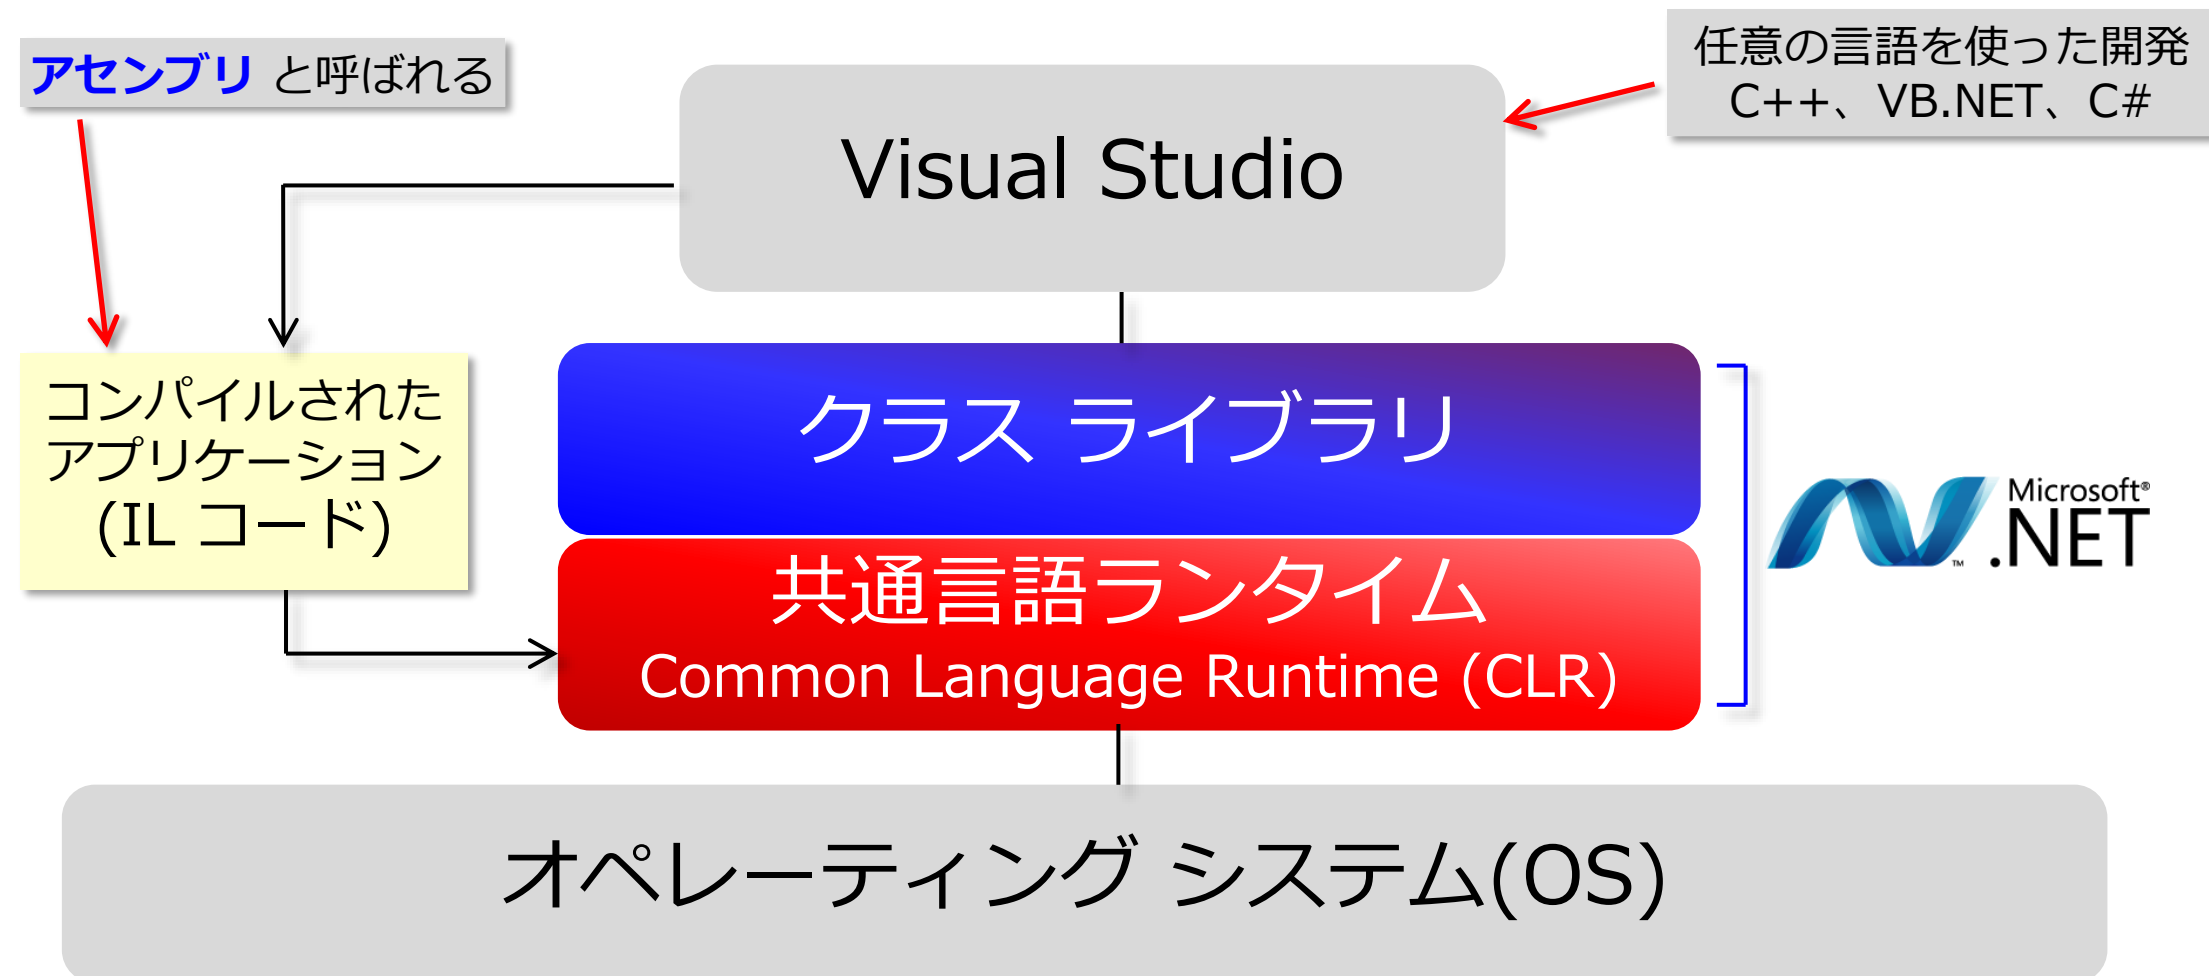 アセンブリ と呼ばれる
任意の言語を使った開発
C++、VB.NET、C#
Visual Studio
コンパイルされた
アプリケーション
(IL コード)
クラス ライブラリ
共通言語ランタイム
Common Language Runtime (CLR)
Microsoft®
.NET
™
オペレーティング システム(OS)